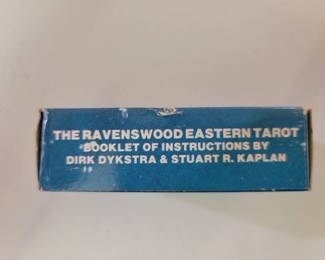 THE RAVENSWOOD EASTERN TAROT
BOOKLET OF INSTRUCTIONS BY
DIRK DYKSTRA & STUART R. KAPLAN